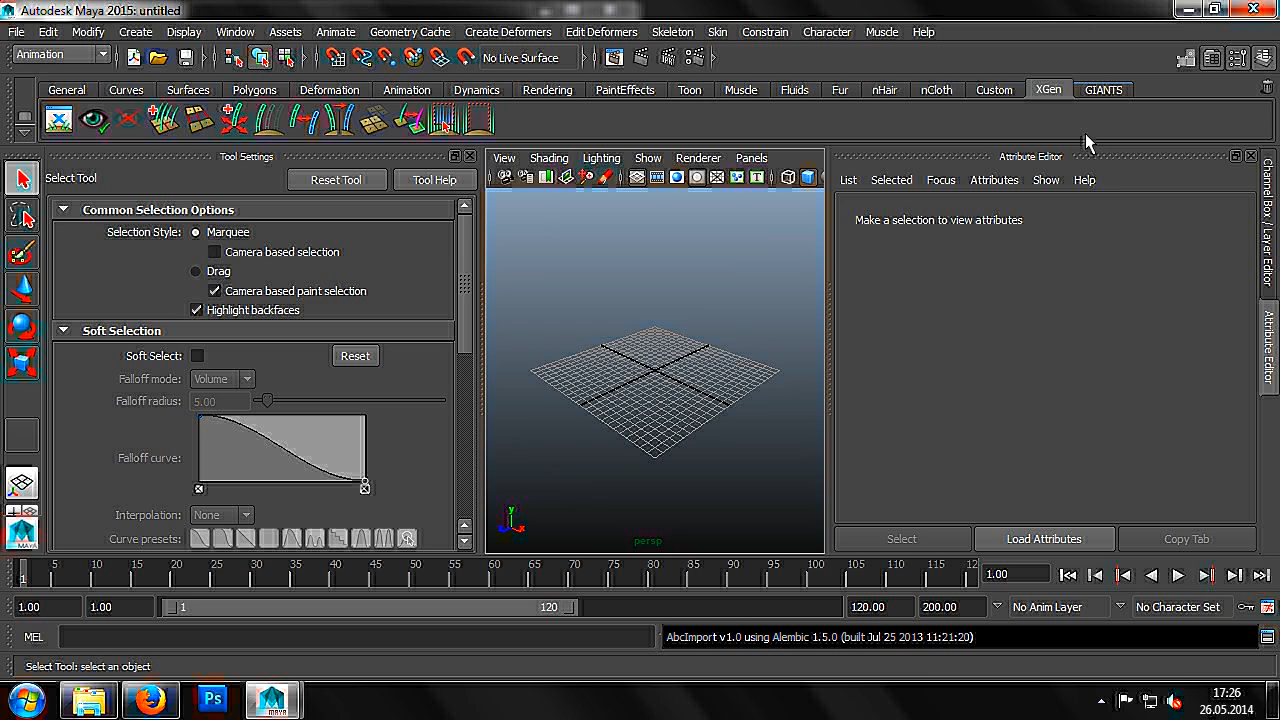 Autodesk Maya 2015: untitled
File Edit Modify Create Display Window Assets Animate Geometry Cache Create Deformers Edit Deformers Skeleton Skin Constrain Character Muscle Help
Animation No Live Surface
General Curves Surfaces Polygons Deformation Animation Dynamics Rendering PaintEffects Toon Muscle Fluids Fur nHair nCloth Custom XGen GIANTS
Tool Settings
Select Tool Reset Tool Tool Help
Common Selection Options
Selection Style: Marquee
Camera based selection
Drag
Camera based paint selection
Highlight backfaces
Soft Selection
Soft Select: Reset
Falloff mode: Volume
Falloff radius: 5.00
Falloff curve:
Interpolation: None
Curve presets:
View Shading Lighting Show Renderer Panels
y
x
persp
Attribute Editor
List Selected Focus Attributes Show Help
Make a selection to view attributes
Select Load Attributes Copy Tab
Channel Box / Layer Editor
Attribute Editor
MAYA
1 5 10 15 20 25 30 35 40 45 50 55 60 65 70 75 80 85 90 95 100 105 110 115 12 1.00
1.00 1.00 1 120 120.00 200.00 No Anim Layer No Character Set
MEL AbcImport v1.0 using Alembic 1.5.0 (built Jul 25 2013 11:21:20)
Select Tool: select an object
Ps MAYA
17:26
26.05.2014